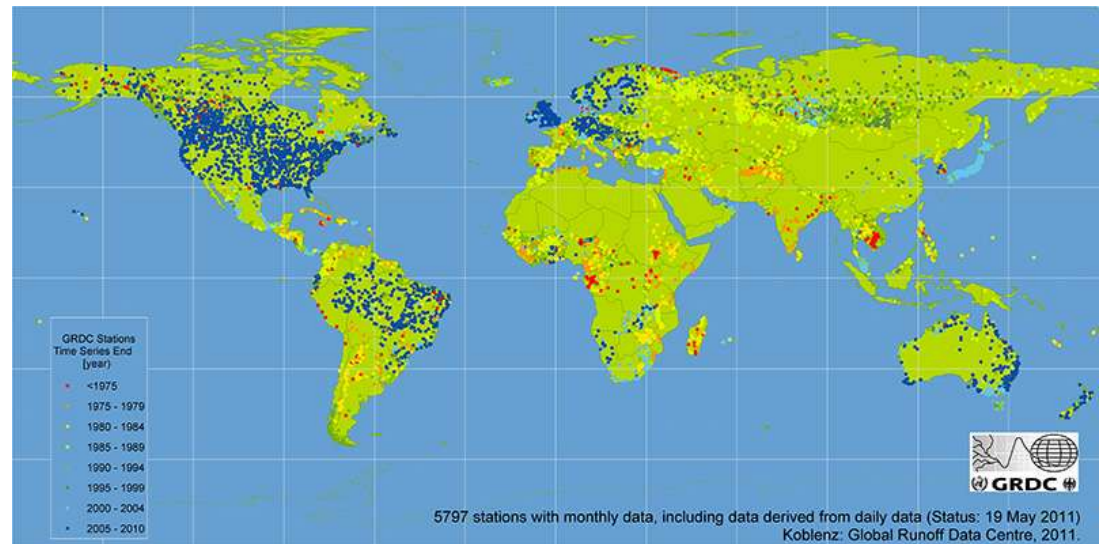 GRDC Stations
Time Series End
[year)
<1975
1975 - 1979
1980 - 1984
1985 - 1989
1990 - 1994
1995 - 1999
2000 - 2004
2005 - 2010
GRDC
5797 stations with monthly data, including data derived from daily data (Status: 19 May 2011)
Koblenz: Global Runoff Data Centre, 2011.